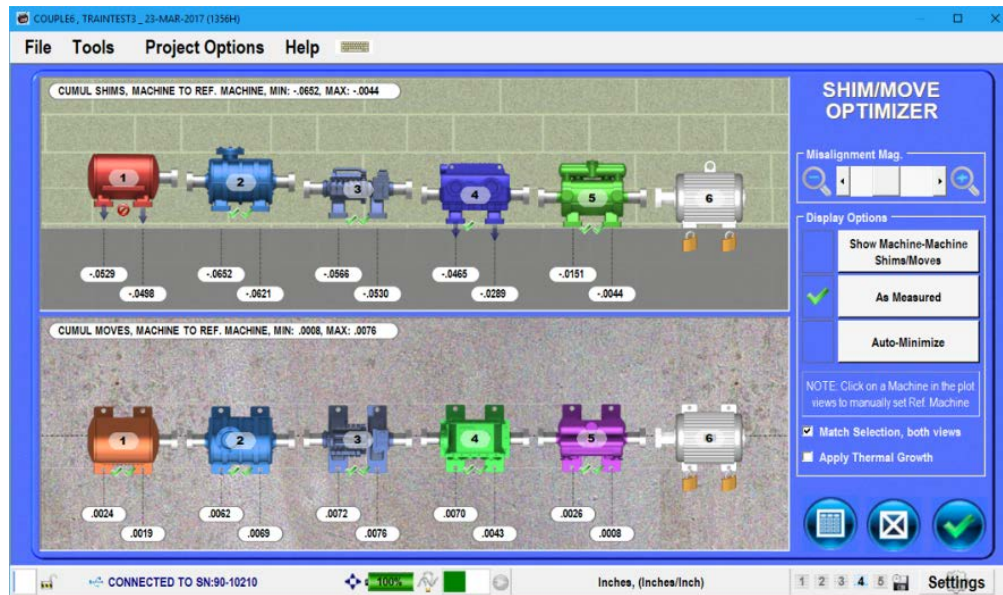 COUPLE6 , TRAINTEST3 _ 23-MAR-2017 (1356H)
File Tools Project Options Help
CUMUL SHIMS, MACHINE TO REF. MACHINE, MIN: -.0652, MAX: -.0044
1 2 3 4 5 6
-.0529 -.0652 -.0566 -.0465 -.0151
-.0498 -.0621 -.0530 -.0289 -.0044
CUMUL MOVES, MACHINE TO REF. MACHINE, MIN: .0008, MAX: .0076
1 2 3 4 5 6
.0024 .0062 .0072 .0070 .0026
.0019 .0069 .0076 .0043 .0008
SHIM/MOVE
OPTIMIZER
Misalignment Mag.
Display Options
Show Machine-Machine
Shims/Moves
As Measured
Auto-Minimize
NOTE: Click on a Machine in the plot
views to manually set Ref. Machine
Match Selection, both views
Apply Thermal Growth
CONNECTED TO SN:90-10210
100%
Inches, (Inches/Inch)
1 2 3 4 5
Settings